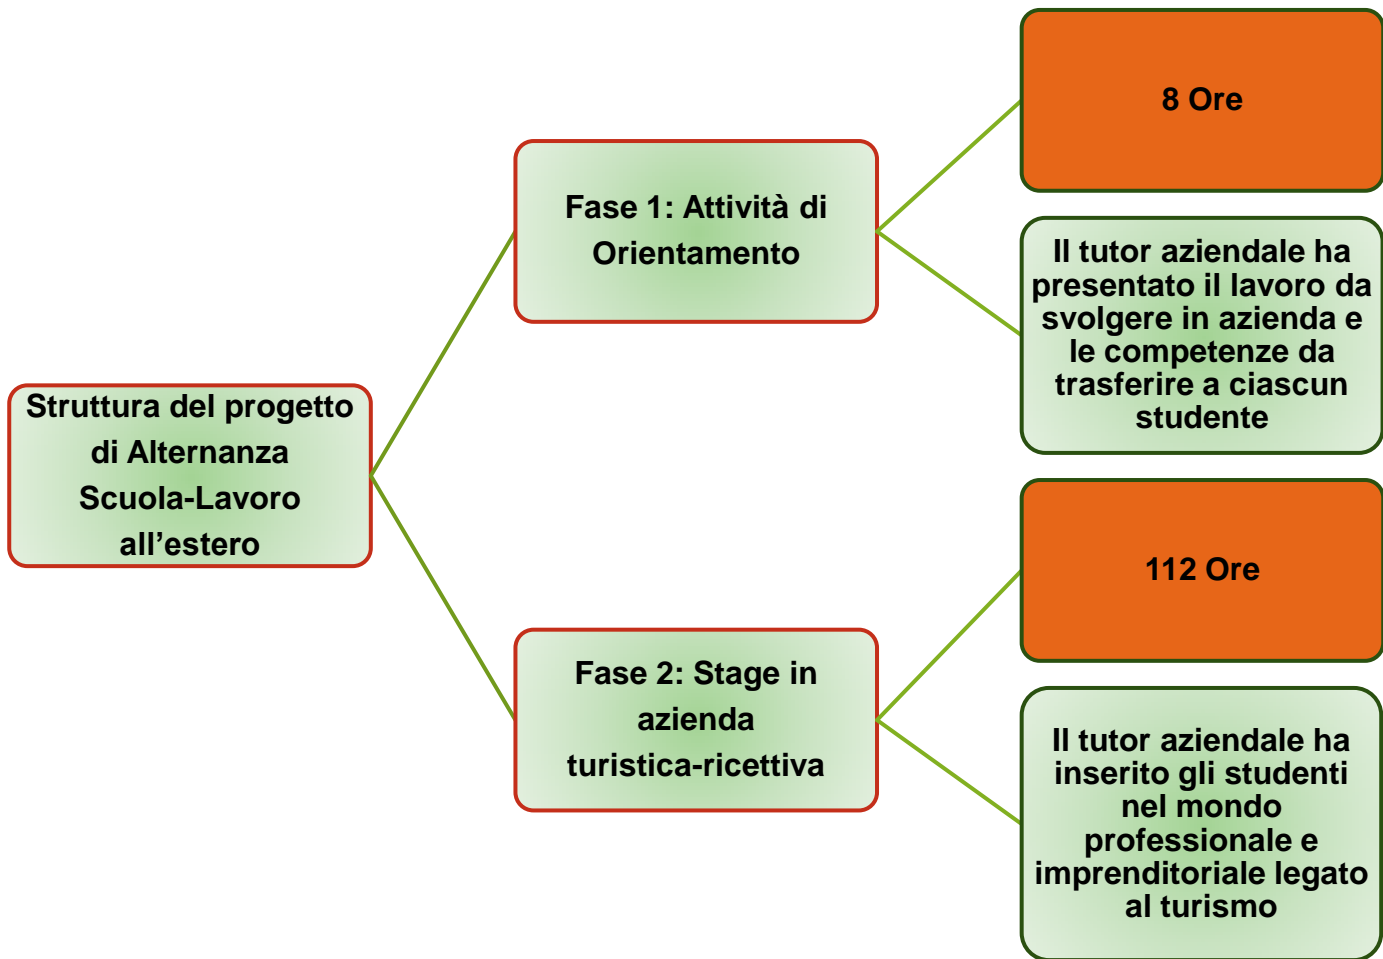 Struttura del progetto
di Alternanza
Scuola-Lavoro
all’estero
Fase 1: Attività di
Orientamento
8 Ore
Il tutor aziendale ha
presentato il lavoro da
svolgere in azienda e
le competenze da
trasferire a ciascun
studente
Fase 2: Stage in
azienda
turistica-ricettiva
112 Ore
Il tutor aziendale ha
inserito gli studenti
nel mondo
professionale e
imprenditoriale legato
al turismo